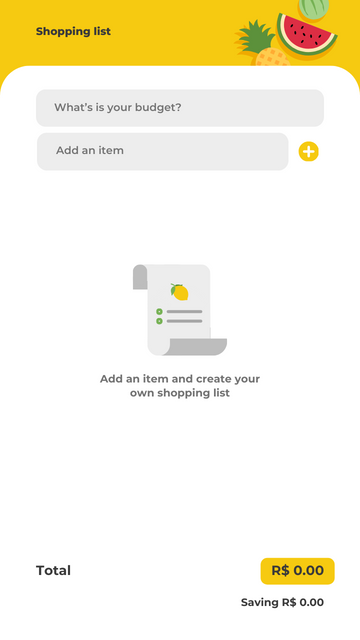 Shopping list
What's is your budget?
Add an item
Add an item and create your
own shopping list
Total
R$ 0.00
Saving R$ 0.00